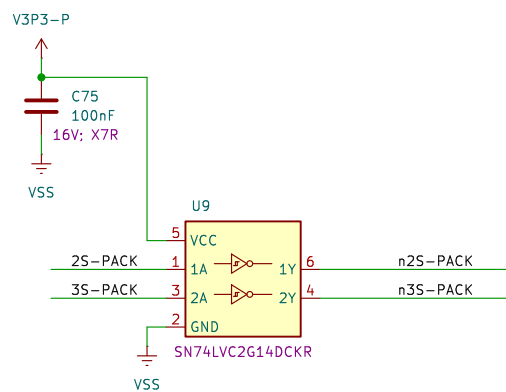 V3P3-P
C75
100nF
16V; X7R
VSS
U9
5 VCC
2S-PACK 1 1A 1Y 6 n2S-PACK
3S-PACK 3 2A 2Y 4 n3S-PACK
2 GND
SN74LVC2G14DCKR
VSS